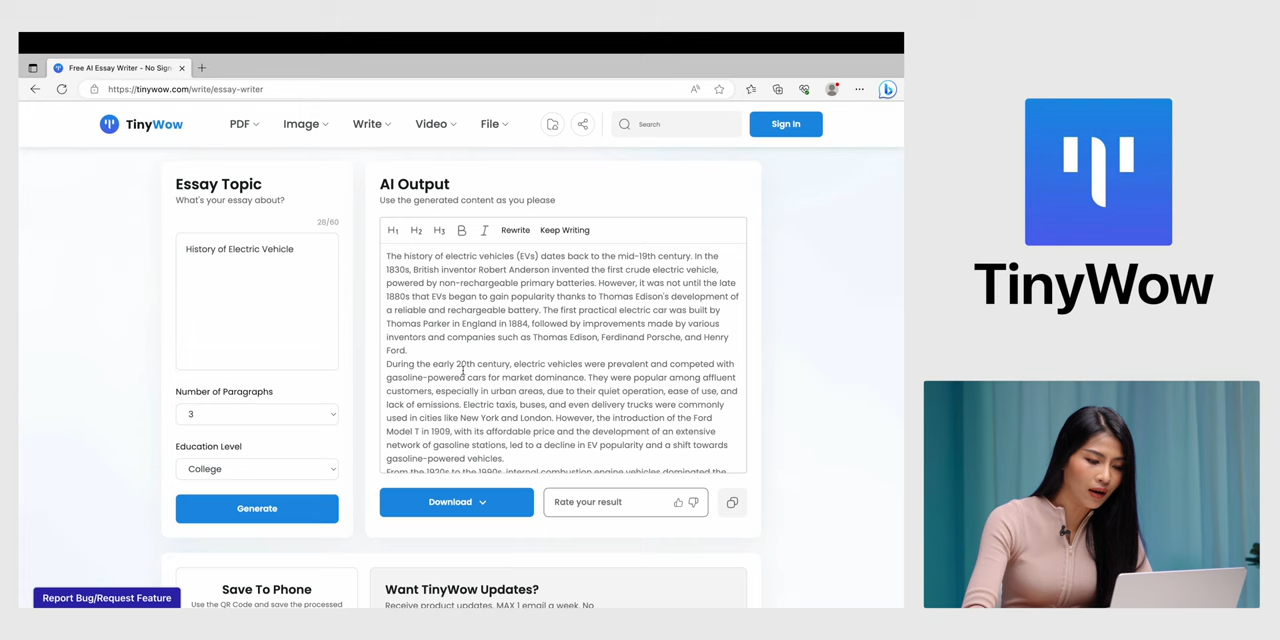 Free AI Essay Writer - No Sign
https://tinywow.com/write/essay-writer
TinyWow
PDF
Image
Write
Video
File
Search
Sign In
Essay Topic
What's your essay about?
28/60
History of Electric Vehicle
Number of Paragraphs
3
Education Level
College
Generate
AI Output
Use the generated content as you please
H1 H2 H3 B I Rewrite Keep Writing
The history of electric vehicles (EVs) dates back to the mid-19th century. In the
1830s, British inventor Robert Anderson invented the first crude electric vehicle,
powered by non-rechargeable primary batteries. However, it was not until the late
1880s that EVs began to gain popularity thanks to Thomas Edison's development of
a reliable and rechargeable battery. The first practical electric car was built by
Thomas Parker in England in 1884, followed by improvements made by various
inventors and companies such as Thomas Edison, Ferdinand Porsche, and Henry
Ford.
During the early 20th century, electric vehicles were prevalent and competed with
gasoline-powered cars for market dominance. They were popular among affluent
customers, especially in urban areas, due to their quiet operation, ease of use, and
lack of emissions. Electric taxis, buses, and even delivery trucks were commonly
used in cities like New York and London. However, the introduction of the Ford
Model T in 1909, with its affordable price and the development of an extensive
network of gasoline stations, led to a decline in EV popularity and a shift towards
gasoline-powered vehicles.
From the 1920s to the 1990s, internal combustion engine vehicles dominated the
Download
Rate your result
Save To Phone
Use the QR Code and save the processed
Want TinyWow Updates?
Receive product updates. MAX 1 email a week. No
Report Bug/Request Feature
TinyWow